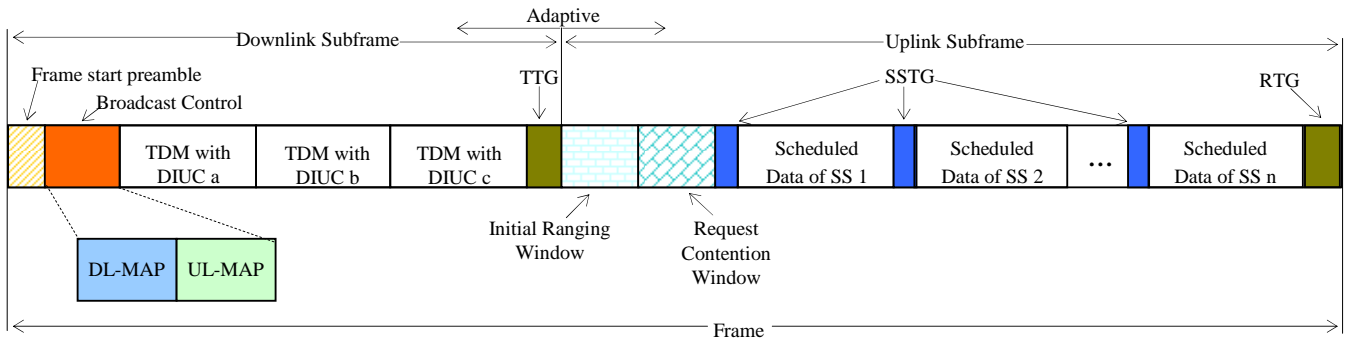 Adaptive
Downlink Subframe
Uplink Subframe
Frame start preamble
TTG
SSTG
RTG
Broadcast Control
TDM with
DIUC a
TDM with
DIUC b
TDM with
DIUC c
Scheduled
Data of SS 1
Scheduled
Data of SS 2
...
Scheduled
Data of SS n
Initial Ranging
Window
Request
Contention
Window
DL-MAP
UL-MAP
Frame